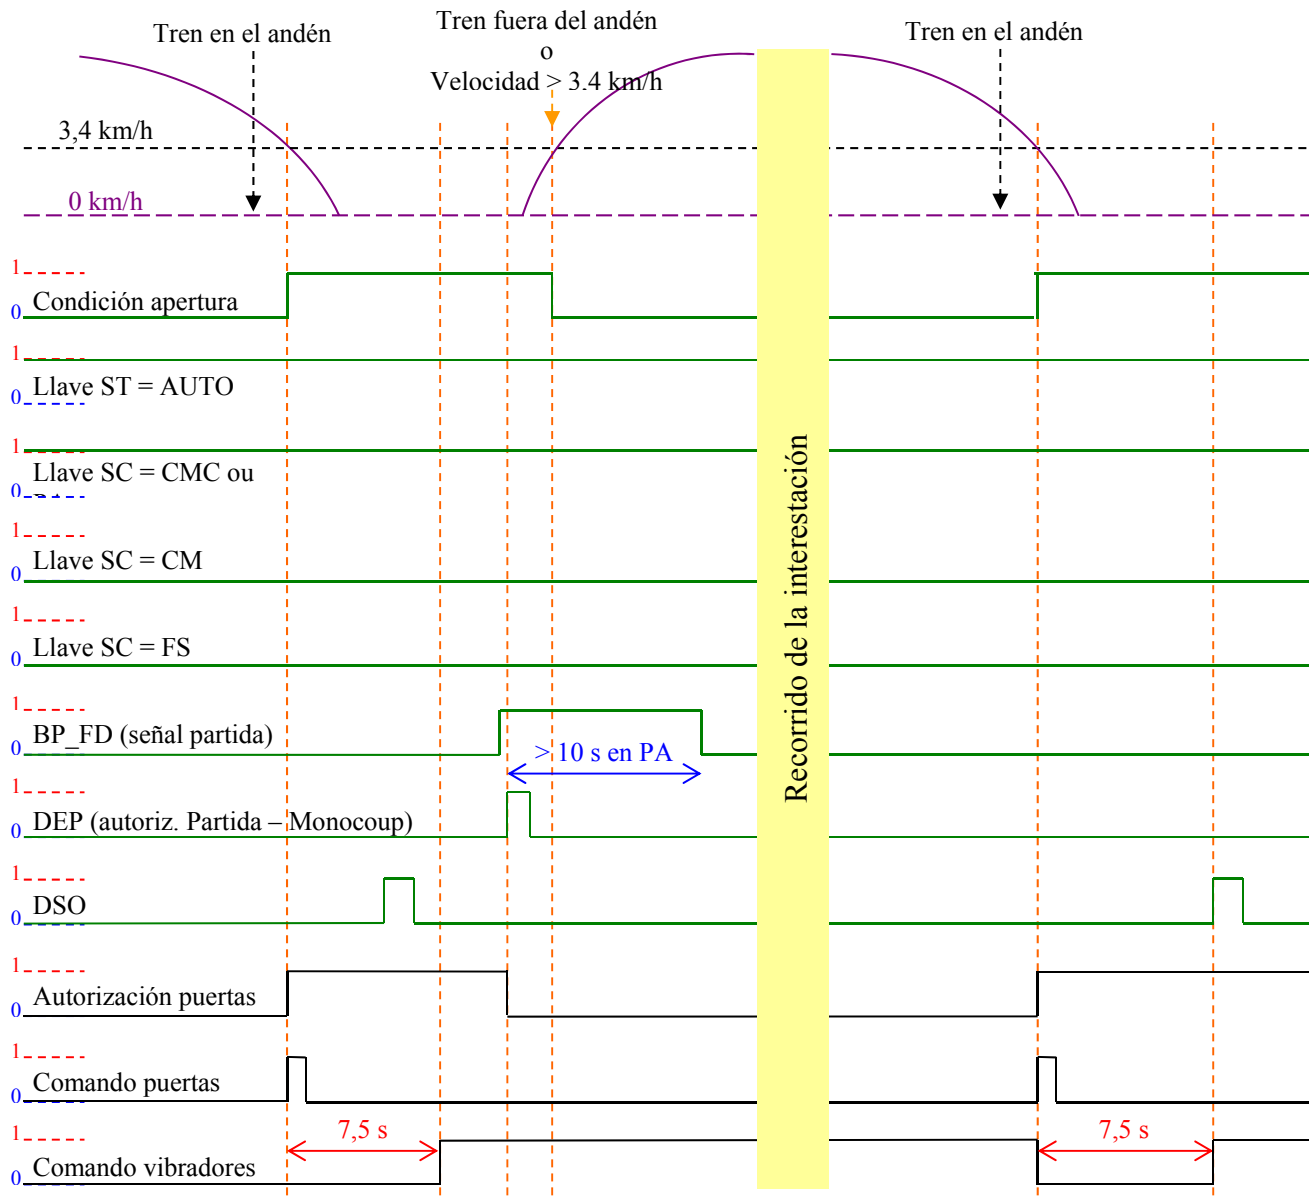 Tren en el andén
Tren fuera del andén
o
Velocidad > 3.4 km/h
Tren en el andén
3,4 km/h
0 km/h
1
Condición apertura
0
1
Llave ST = AUTO
0
1
Llave SC = CMC ou
0
1
Llave SC = CM
0
1
Llave SC = FS
0
1
BP_FD (señal partida)
0
> 10 s en PA
1
DEP (autoriz. Partida – Monocoup)
0
1
DSO
0
1
Autorización puertas
0
1
Comando puertas
0
1
7,5 s
7,5 s
Comando vibradores
0
Recorrido de la interestación